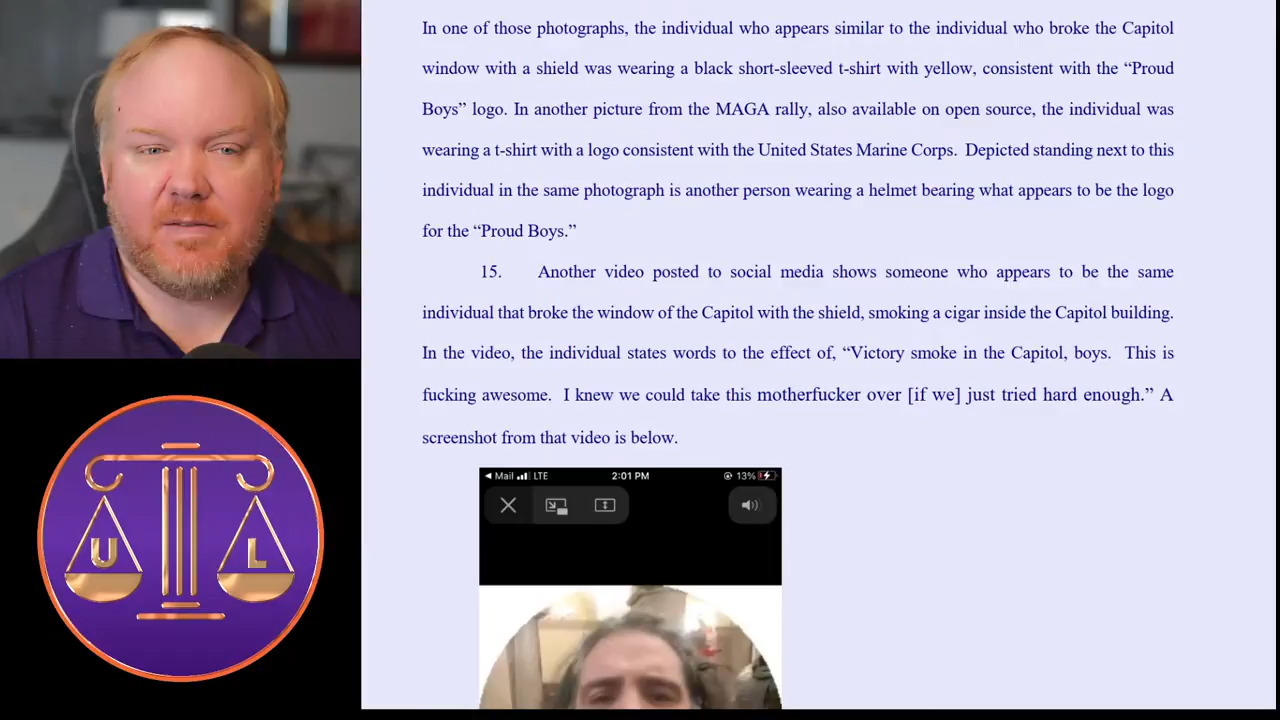 In one of those photographs, the individual who appears similar to the individual who broke the Capitol
window with a shield was wearing a black short-sleeved t-shirt with yellow, consistent with the “Proud
Boys” logo. In another picture from the MAGA rally, also available on open source, the individual was
wearing a t-shirt with a logo consistent with the United States Marine Corps.  Depicted standing next to this
individual in the same photograph is another person wearing a helmet bearing what appears to be the logo
for the “Proud Boys.”
15. Another video posted to social media shows someone who appears to be the same
individual that broke the window of the Capitol with the shield, smoking a cigar inside the Capitol building.
In the video, the individual states words to the effect of, “Victory smoke in the Capitol, boys.  This is
fucking awesome.  I knew we could take this motherfucker over [if we] just tried hard enough.” A
screenshot from that video is below.
Mail LTE 2:01 PM 13%
U L